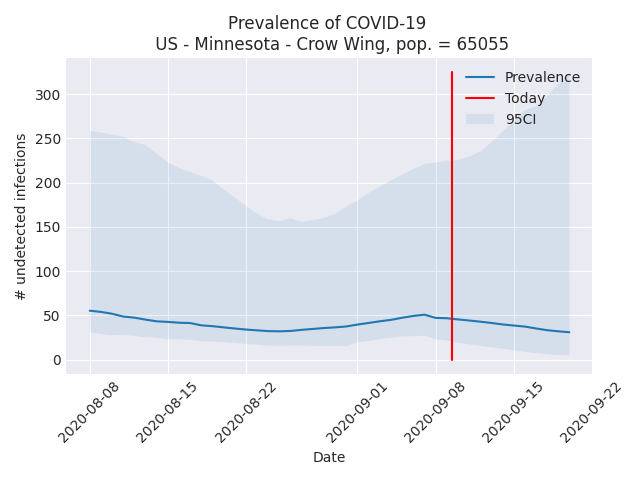 Prevalence of COVID-19
US - Minnesota - Crow Wing, pop. = 65055
Prevalence
Today
95CI
# undetected infections
300
250
200
150
100
50
0
2020-08-08
2020-08-15
2020-08-22
2020-09-01
2020-09-08
2020-09-15
2020-09-22
Date